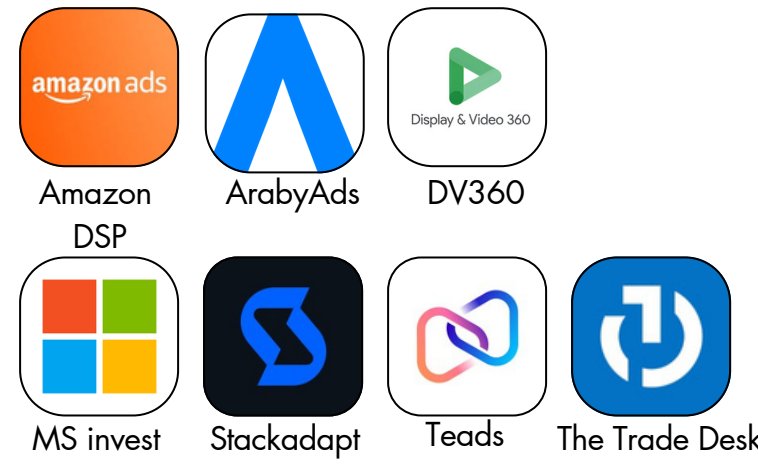 amazon ads
Display & Video 360
Amazon DSP
ArabyAds
DV360
MS invest
Stackadapt
Teads
The Trade Desk